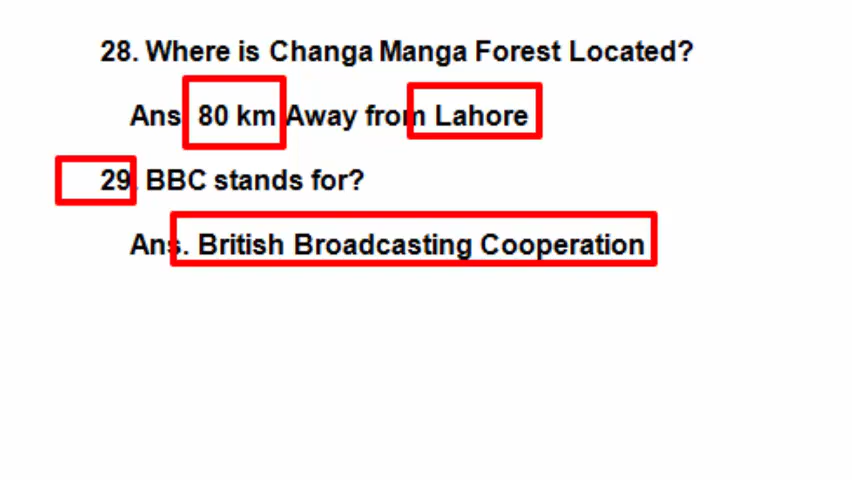 28. Where is Changa Manga Forest Located?
Ans. 80 km Away from Lahore
29. BBC stands for?
Ans. British Broadcasting Cooperation